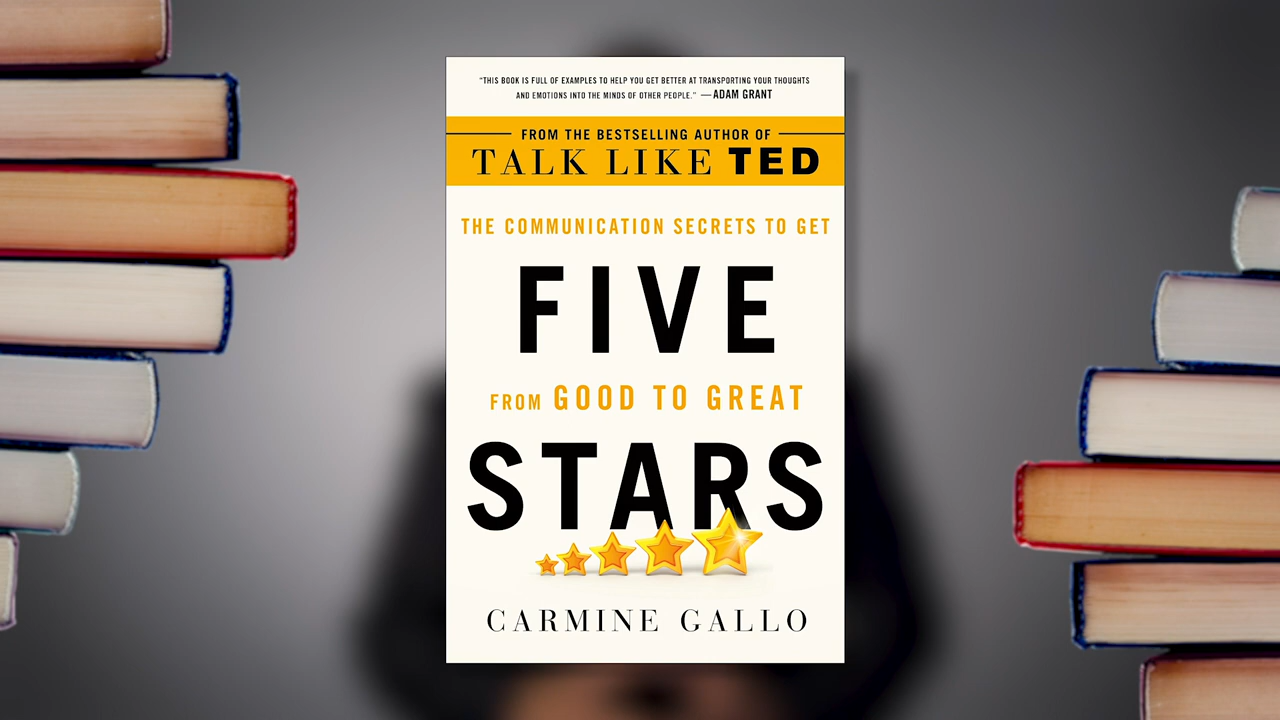 “THIS BOOK IS FULL OF EXAMPLES TO HELP YOU GET BETTER AT TRANSPORTING YOUR THOUGHTS
AND EMOTIONS INTO THE MINDS OF OTHER PEOPLE.” —ADAM GRANT
FROM THE BESTSELLING AUTHOR OF
TALK LIKE TED
THE COMMUNICATION SECRETS TO GET
FIVE
FROM GOOD TO GREAT
STARS
CARMINE GALLO